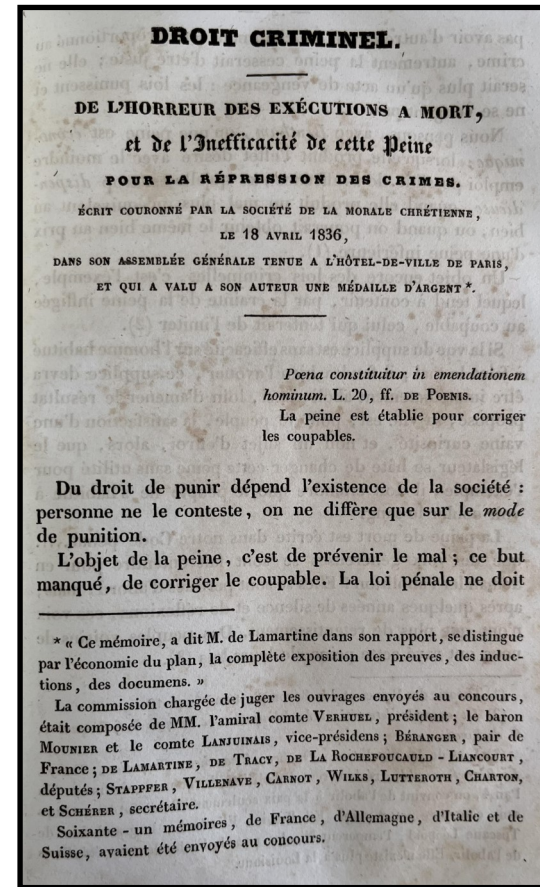 DROIT CRIMINEL.
DE L'HORREUR DES EXÉCUTIONS A MORT,
et de l'Inefficacité de cette Peine
POUR LA RÉPRESSION DES CRIMES.
ÉCRIT COURONNÉ PAR LA SOCIÉTÉ DE LA MORALE CHRÉTIENNE,
LE 18 AVRIL 1836,
DANS SON ASSEMBLÉE GÉNÉRALE TENUE A L'HÔTEL-DE-VILLE DE PARIS,
ET QUI A VALU A SON AUTEUR UNE MÉDAILLE D'ARGENT*.
Pœna constituitur in emendationem
hominum. L. 20, ff. DE POENIS.
La peine est établie pour corriger
les coupables.
Du droit de punir dépend l'existence de la société :
personne ne le conteste, on ne diffère que sur le mode
de punition.
L'objet de la peine, c'est de prévenir le mal ; ce but
manqué, de corriger le coupable. La loi pénale ne doit
* « Ce mémoire, a dit M. de Lamartine dans son rapport, se distingue
par l'économie du plan, la complète exposition des preuves, des induc-
tions, des documens. »
La commission chargée de juger les ouvrages envoyés au concours,
était composée de MM. l'amiral comte VERHUEL, président ; le baron
MOUNIER et le comte LANJUINAIS, vice-présidens ; BÉRANGER, pair de
France ; DE LAMARTINE, DE TRACY, DE LA ROCHEFOUCAULD - LIANCOURT,
députés ; STAPPFER, VILLENAVE, CARNOT, WILKS, LUTTEROTH, CHARTON,
et SCHÉRER, secrétaire.
Soixante - un mémoires, de France, d'Allemagne, d'Italie et de
Suisse, avaient été envoyés au concours.